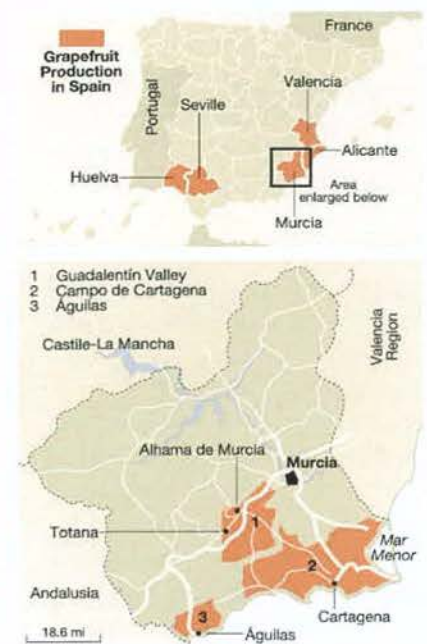 Grapefruit
Production
in Spain
France
Portugal
Seville
Valencia
Huelva
Alicante
Area
enlarged below
Murcia
1 Guadalentín Valley
2 Campo de Cartagena
3 Águilas
Castile-La Mancha
Valencia
Region
Alhama de Murcia
Murcia
1
Totana
Mar
Menor
2
Andalusia
3
Cartagena
18.6 mi
Águilas